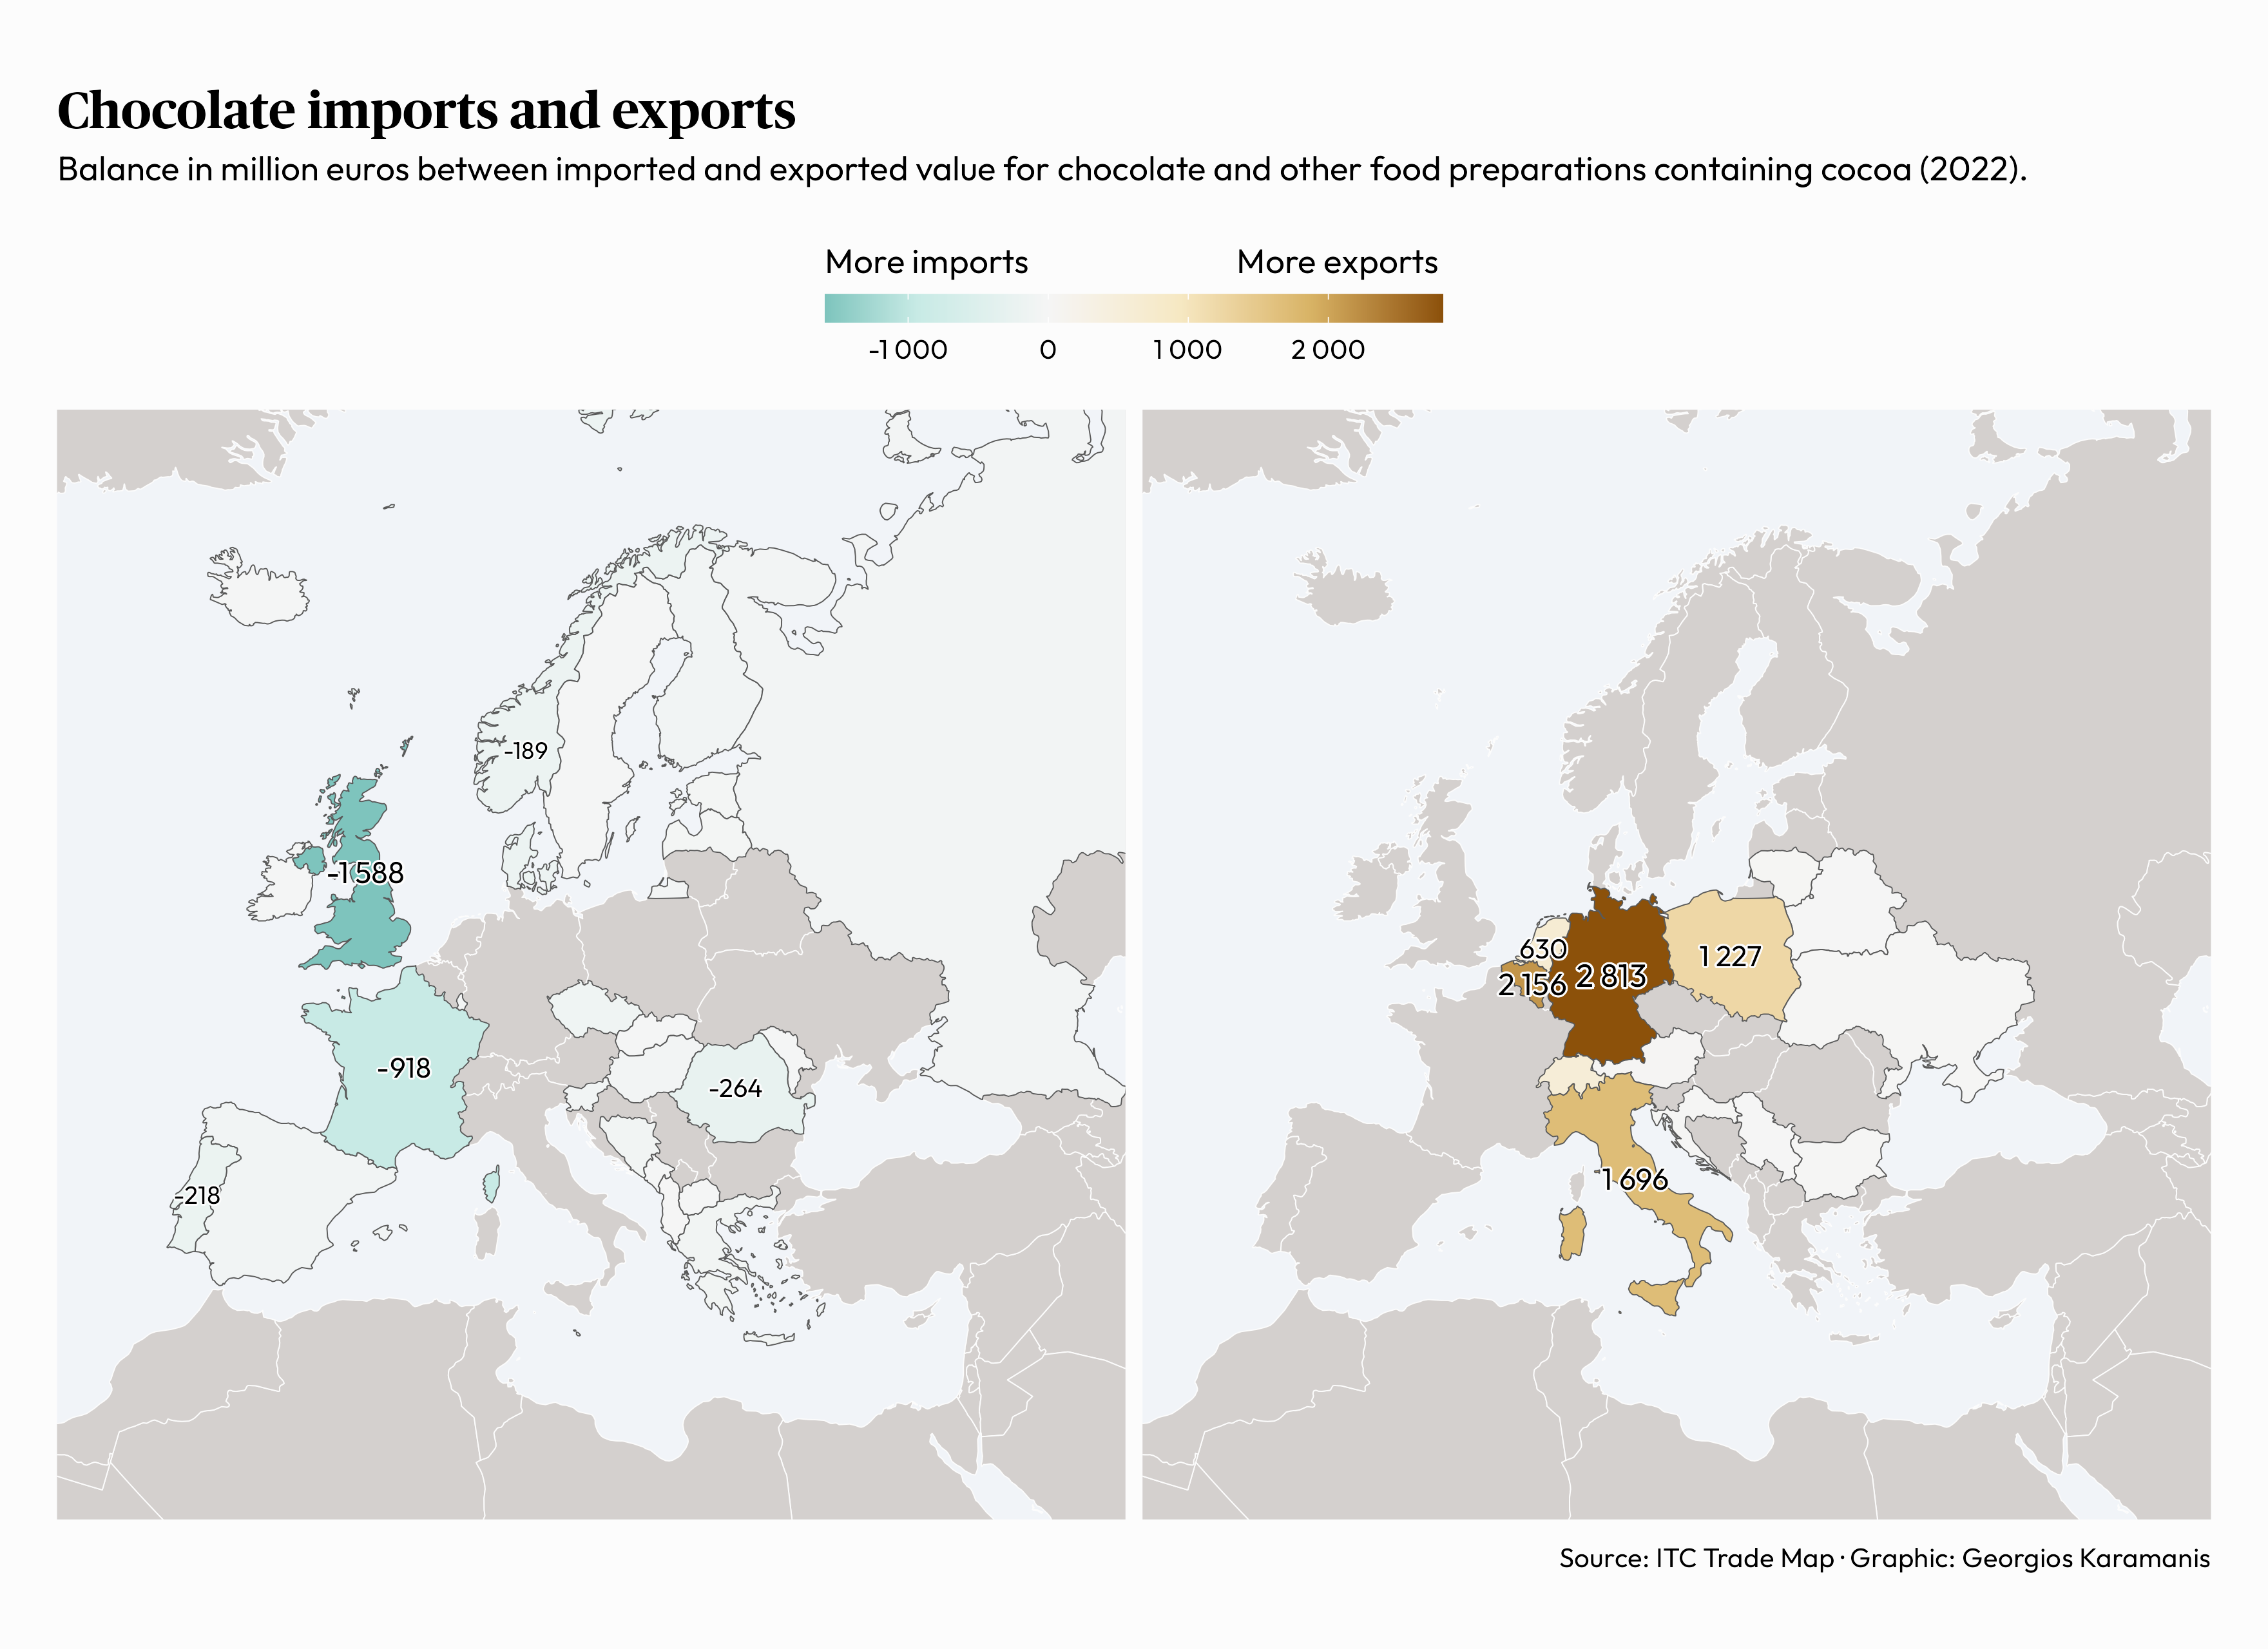 Chocolate imports and exports
Balance in million euros between imported and exported value for chocolate and other food preparations containing cocoa (2022).
More imports More exports
-1 000 0 1 000 2 000
-189
-1 588
-918
-264
-218
630
2 156
2 813
1 227
1 696
Source: ITC Trade Map · Graphic: Georgios Karamanis